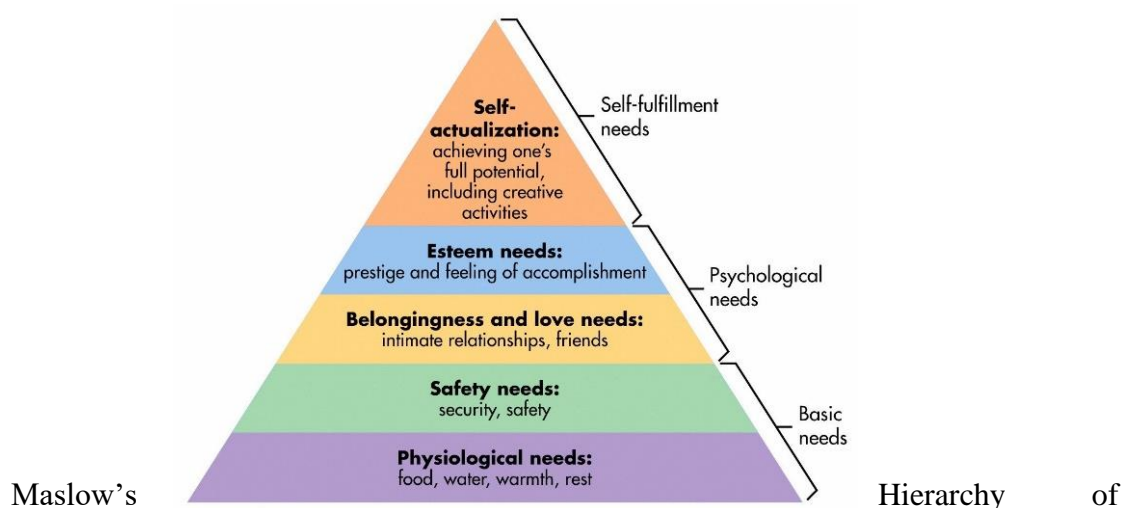 Self-
actualization:
achieving one's
full potential,
including creative
activities
Self-fulfillment
needs
Esteem needs:
prestige and feeling of accomplishment
Psychological
needs
Belongingness and love needs:
intimate relationships, friends
Safety needs:
security, safety
Basic
needs
Physiological needs:
food, water, warmth, rest
Maslow’s Hierarchy of